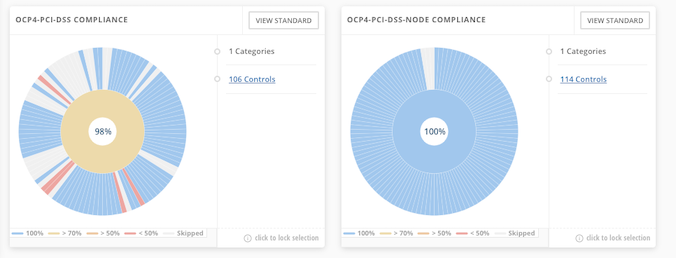 OCP4-PCI-DSS COMPLIANCE
VIEW STANDARD
98%
1 Categories
106 Controls
100% > 70% > 50% < 50% Skipped
click to lock selection
OCP4-PCI-DSS-NODE COMPLIANCE
VIEW STANDARD
100%
1 Categories
114 Controls
100% > 70% > 50% < 50% Skipped
click to lock selection